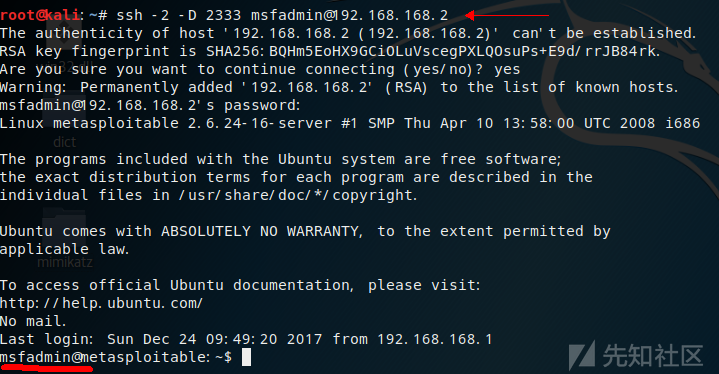 root@kali:~# ssh -2 -D 2333 msfadmin@192.168.168.2
The authenticity of host '192.168.168.2 (192.168.168.2)' can't be established.
RSA key fingerprint is SHA256:BQHm5EoHX9GCiOLuVscegPXLQOsuPs+E9d/rrJB84rk.
Are you sure you want to continue connecting (yes/no)? yes
Warning: Permanently added '192.168.168.2' (RSA) to the list of known hosts.
msfadmin@192.168.168.2's password:
Linux metasploitable 2.6.24-16-server #1 SMP Thu Apr 10 13:58:00 UTC 2008 i686
dict
The programs included with the Ubuntu system are free software;
the exact distribution terms for each program are described in the
individual files in /usr/share/doc/*/copyright.
Ubuntu comes with ABSOLUTELY NO WARRANTY, to the extent permitted by
applicable law.
mimikatz
To access official Ubuntu documentation, please visit:
http://help.ubuntu.com/
No mail.
Last login: Sun Dec 24 09:49:20 2017 from 192.168.168.1
msfadmin@metasploitable:~$
先知社区